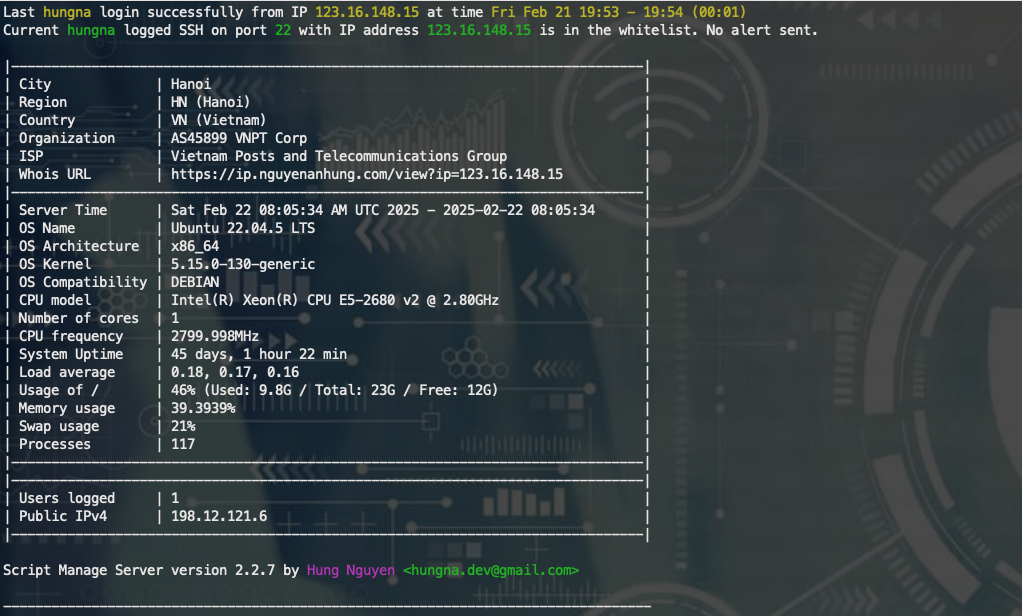 Last hungna login successfully from IP 123.16.148.15 at time Fri Feb 21 19:53 - 19:54 (00:01)
Current hungna logged SSH on port 22 with IP address 123.16.148.15 is in the whitelist. No alert sent.
| City | Hanoi |
| Region | HN (Hanoi) |
| Country | VN (Vietnam) |
| Organization | AS45899 VNPT Corp |
| ISP | Vietnam Posts and Telecommunications Group |
| Whois URL | https://ip.nguyenanhung.com/view?ip=123.16.148.15 |
| Server Time | Sat Feb 22 08:05:34 AM UTC 2025 - 2025-02-22 08:05:34 |
| OS Name | Ubuntu 22.04.5 LTS |
| OS Architecture | x86_64 |
| OS Kernel | 5.15.0-130-generic |
| OS Compatibility | DEBIAN |
| CPU model | Intel(R) Xeon(R) CPU E5-2680 v2 @ 2.80GHz |
| Number of cores | 1 |
| CPU frequency | 2799.998MHz |
| System Uptime | 45 days, 1 hour 22 min |
| Load average | 0.18, 0.17, 0.16 |
| Usage of / | 46% (Used: 9.8G / Total: 23G / Free: 12G) |
| Memory usage | 39.3939% |
| Swap usage | 21% |
| Processes | 117 |
| Users logged | 1 |
| Public IPv4 | 198.12.121.6 |
Script Manage Server version 2.2.7 by Hung Nguyen <hungna.dev@gmail.com>